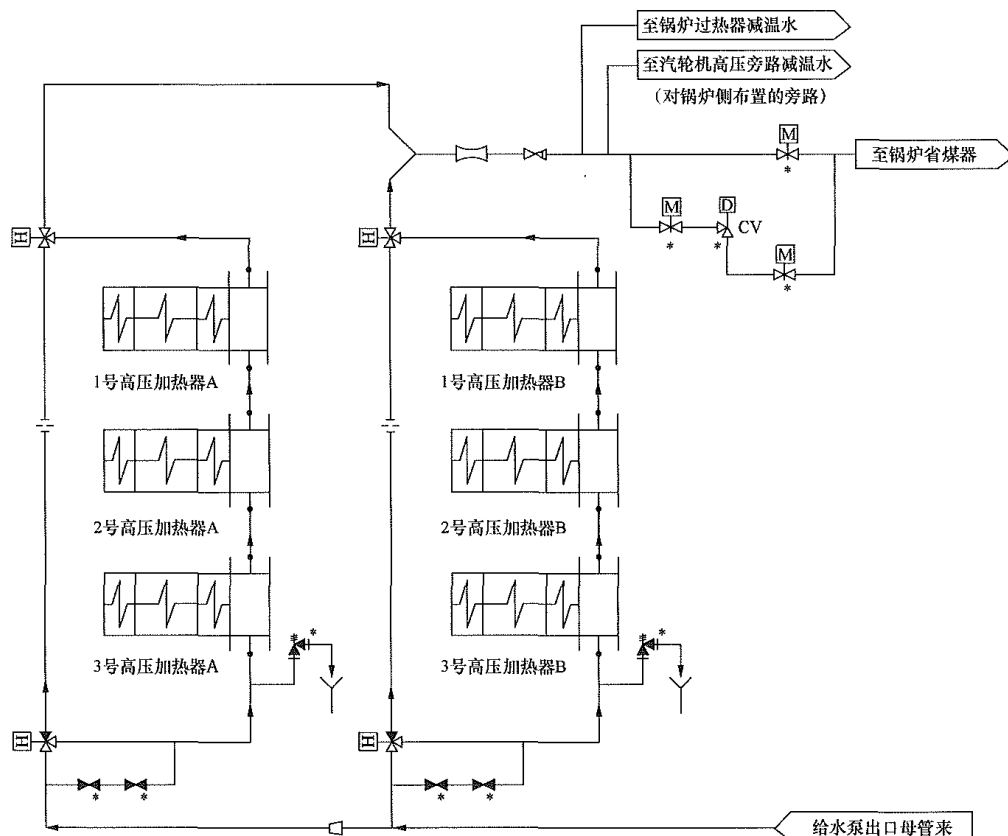 至锅炉过热器减温水
至汽轮机高压旁路减温水
(对锅炉侧布置的旁路)
M
至锅炉省煤器
*
M
D
CV
*
*
M
*
H
H
1号高压加热器A
1号高压加热器B
2号高压加热器A
2号高压加热器B
*
*
*
*
3号高压加热器A
3号高压加热器B
H
H
*
*
*
*
给水泵出口母管来